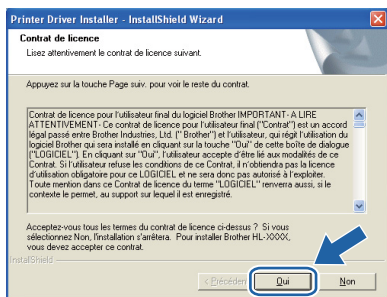 Printer Driver Installer - InstallShield Wizard
Contrat de licence
Lisez attentivement le contrat de licence suivant.
Appuyez sur la touche Page suiv. pour voir le reste du contrat.
Contrat de licence pour l'utilisateur final du logiciel Brother IMPORTANT- A LIRE
ATTENTIVEMENT- Ce contrat de licence pour l'utilisateur final ("Contrat") est un accord
légal passé entre Brother Industries, Ltd. (" Brother") et l'utilisateur, qui régit l'utilisation du
logiciel Brother qui sera installé en cliquant sur la touche "Oui" de cette boîte de dialogue
("LOGICIEL"). En cliquant sur "Oui", l'utilisateur accepte d'être lié aux modalités de ce
Contrat. Si l'utilisateur refuse les conditions de ce Contrat, il n'obtiendra pas la licence
d'utilisation obligatoire pour ce LOGICIEL et ne sera donc pas autorisé à l'exploiter.
Toute mention dans ce Contrat de licence du terme "LOGICIEL" renverra aussi, si le
contexte le permet, au support sur lequel il est enregistré.
Acceptez-vous tous les termes du contrat de licence ci-dessus ? Si vous
sélectionnez Non, l'installation s'arrêtera. Pour installer Brother HL-XXXX,
vous devez accepter ce contrat.
InstallShield
< Précédent
Oui
Non